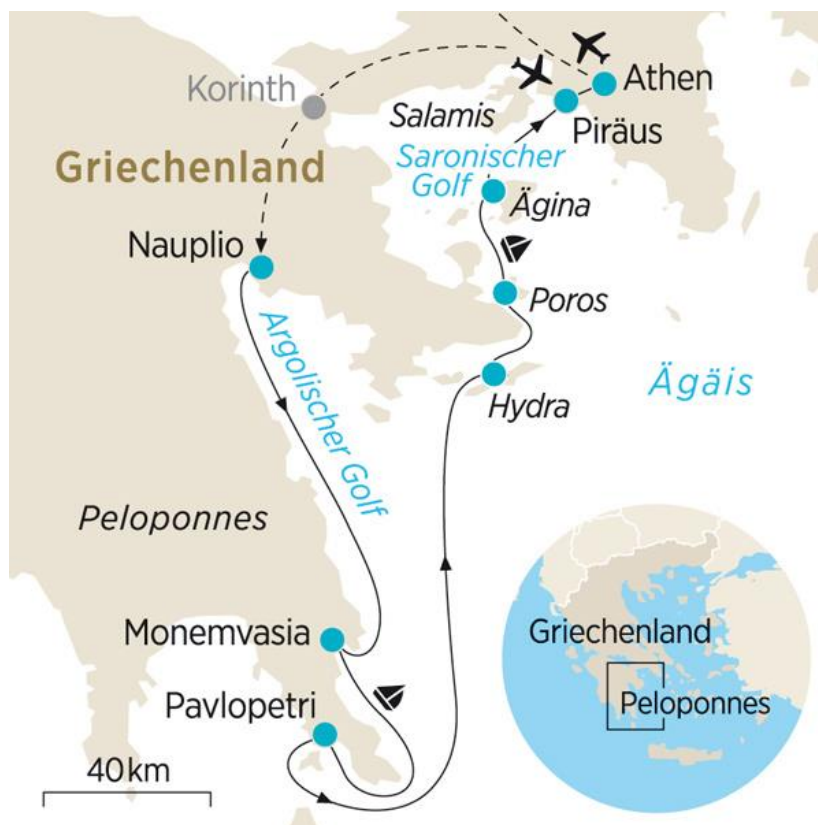 Korinth
Athen
Salamis
Piräus
Griechenland
Saronischer
Golf
Ägina
Nauplio
Poros
Argolischer Golf
Ägäis
Hydra
Peloponnes
Monemvasia
Pavlopetri
40 km
Griechenland
Peloponnes